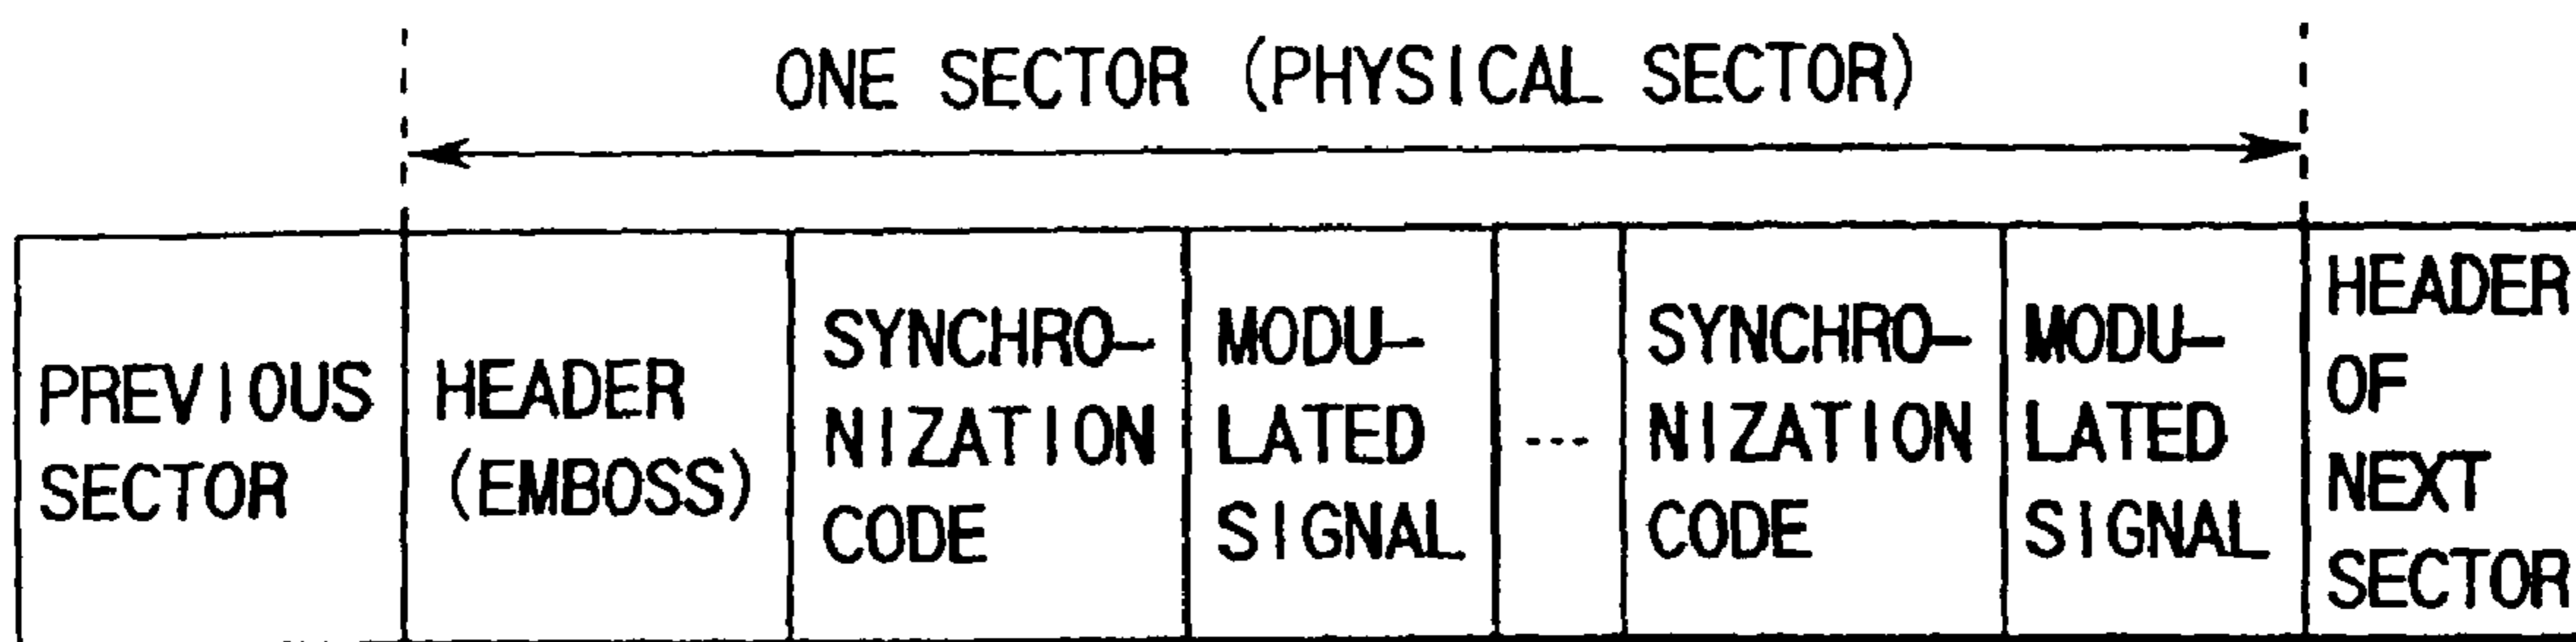 ONE SECTOR (PHYSICAL SECTOR)
PREVIOUS
SECTOR
HEADER
(EMBOSS)
SYNCHRO-
NIZATION
CODE
MODU-
LATED
SIGNAL
---
SYNCHRO-
NIZATION
CODE
MODU-
LATED
SIGNAL
HEADER
OF
NEXT
SECTOR